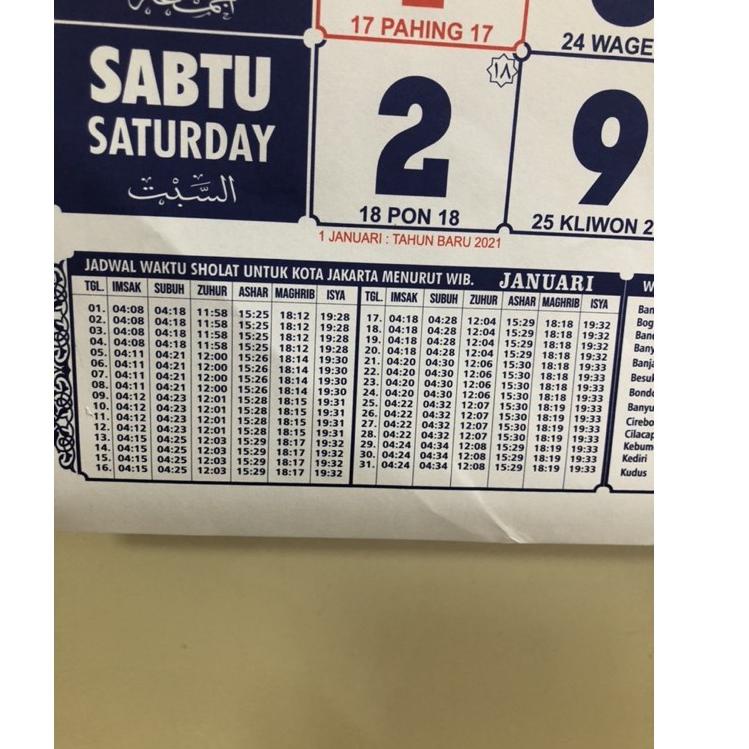 17 PAHING 17
24 WAGE
SABTU
SATURDAY
السَّبْت
2
١٨
18 PON 18
9
25 KLIWON 2
1 JANUARI : TAHUN BARU 2021
JADWAL WAKTU SHOLAT UNTUK KOTA JAKARTA MENURUT WIB. JANUARI
TGL. IMSAK SUBUH ZUHUR ASHAR MAGHRIB ISYA
01. 04:08 04:18 11:58 15:25 18:12 19:28
02. 04:08 04:18 11:58 15:25 18:12 19:28
03. 04:08 04:18 11:58 15:25 18:12 19:28
04. 04:08 04:18 11:58 15:25 18:12 19:28
05. 04:11 04:21 12:00 15:26 18:14 19:30
06. 04:11 04:21 12:00 15:26 18:14 19:30
07. 04:11 04:21 12:00 15:26 18:14 19:30
08. 04:11 04:21 12:00 15:26 18:14 19:30
09. 04:12 04:23 12:01 15:28 18:15 19:31
10. 04:12 04:23 12:01 15:28 18:15 19:31
11. 04:12 04:23 12:01 15:28 18:15 19:31
12. 04:12 04:23 12:01 15:28 18:15 19:31
13. 04:15 04:25 12:03 15:29 18:17 19:32
14. 04:15 04:25 12:03 15:29 18:17 19:32
15. 04:15 04:25 12:03 15:29 18:17 19:32
16. 04:15 04:25 12:03 15:29 18:17 19:32
TGL. IMSAK SUBUH ZUHUR ASHAR MAGHRIB ISYA
17. 04:18 04:28 12:04 15:29 18:18 19:32
18. 04:18 04:28 12:04 15:29 18:18 19:32
19. 04:18 04:28 12:04 15:29 18:18 19:32
20. 04:18 04:28 12:04 15:29 18:18 19:32
21. 04:20 04:30 12:06 15:30 18:18 19:33
22. 04:20 04:30 12:06 15:30 18:18 19:33
23. 04:20 04:30 12:06 15:30 18:18 19:33
24. 04:20 04:30 12:06 15:30 18:18 19:33
25. 04:22 04:32 12:07 15:30 18:19 19:33
26. 04:22 04:32 12:07 15:30 18:19 19:33
27. 04:22 04:32 12:07 15:30 18:19 19:33
28. 04:22 04:32 12:07 15:30 18:19 19:33
29. 04:24 04:34 12:08 15:29 18:19 19:33
30. 04:24 04:34 12:08 15:29 18:19 19:33
31. 04:24 04:34 12:08 15:29 18:19 19:33
W
Ban
Bog
Bany
Banja
Besuk
Bondo
Banyu
Cirebo
Cilacap
Kebum
Kediri
Kudus